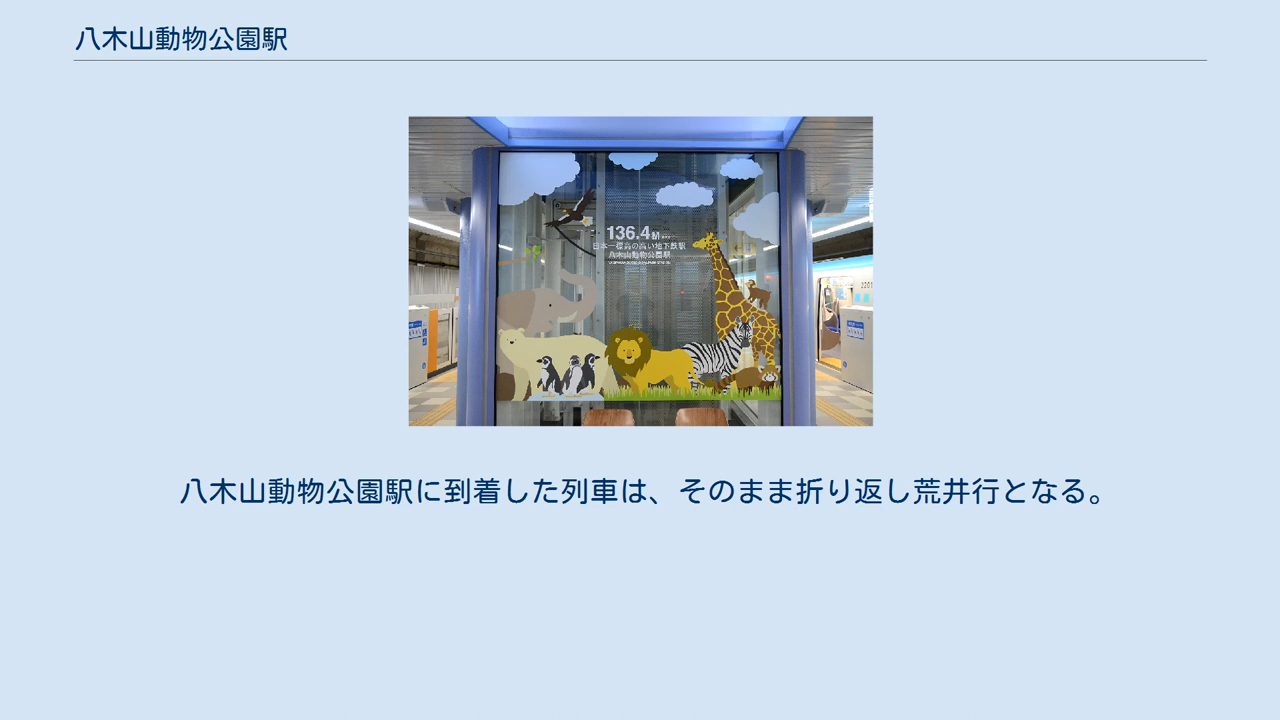 八木山動物公園駅
136.4M
日本一標高の高い地下鉄駅
八木山動物公園駅
2201
八木山動物公園駅に到着した列車は、そのまま折り返し荒井行となる。